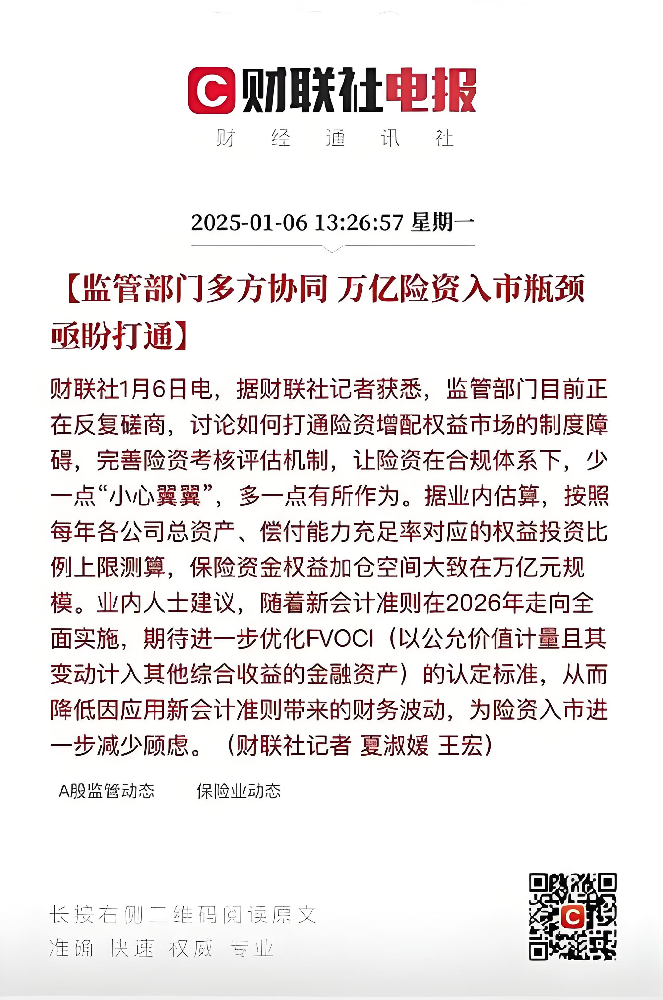 C财联社电报
财经通讯社
2025-01-06 13:26:57 星期一
【监管部门多方协同 万亿险资入市瓶颈
亟盼打通】
财联社1月6日电，据财联社记者获悉，监管部门目前正
在反复磋商，讨论如何打通险资增配权益市场的制度障
碍，完善险资考核评估机制，让险资在合规体系下，少
一点“小心翼翼”，多一点有所作为。据业内估算，按照
每年各公司总资产、偿付能力充足率对应的权益投资比
例上限测算，保险资金权益加仓空间大致在万亿元规
模。业内人士建议，随着新会计准则在2026年走向全
面实施，期待进一步优化FVOCI（以公允价值计量且其
变动计入其他综合收益的金融资产）的认定标准，从而
降低因应用新会计准则带来的财务波动，为险资入市进
一步减少顾虑。（财联社记者 夏淑媛 王宏）
A股监管动态 保险业动态
长按右侧二维码阅读原文
准确 快速 权威 专业
C